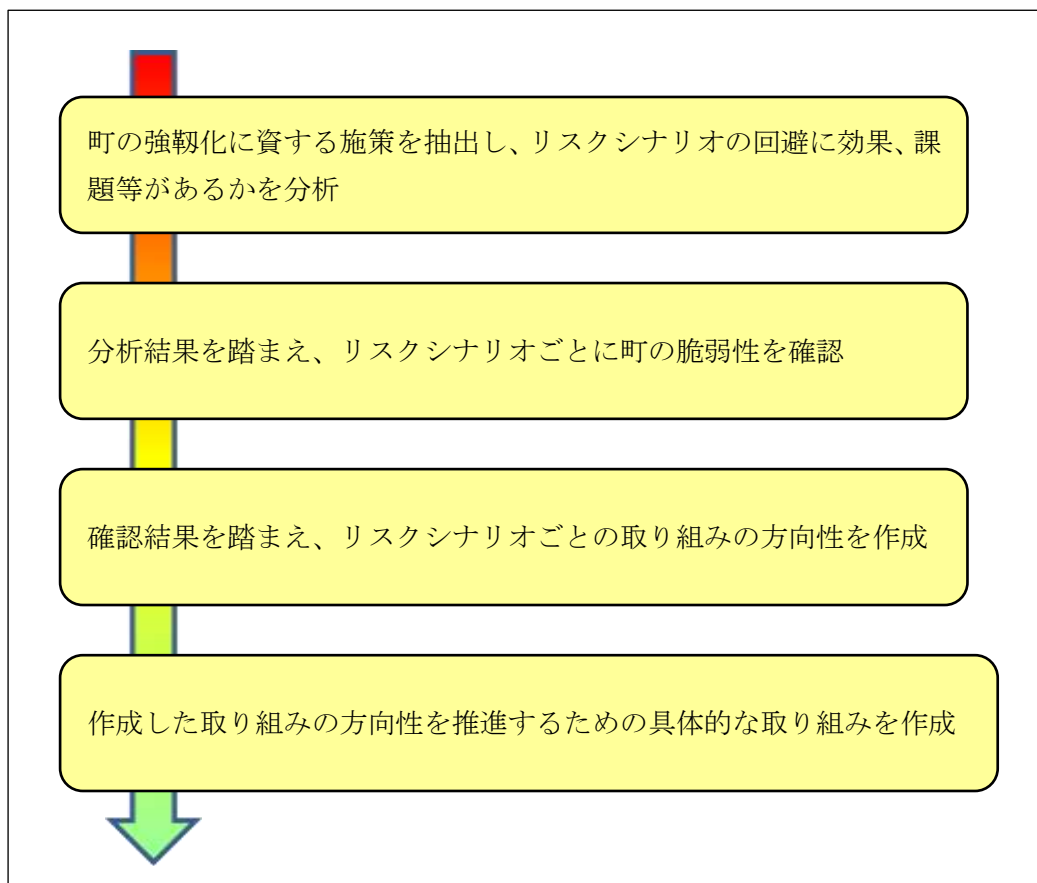 町の強靱化に資する施策を抽出し、リスクシナリオの回避に効果、課
題等があるかを分析
分析結果を踏まえ、リスクシナリオごとに町の脆弱性を確認
確認結果を踏まえ、リスクシナリオごとの取り組みの方向性を作成
作成した取り組みの方向性を推進するための具体的な取り組みを作成